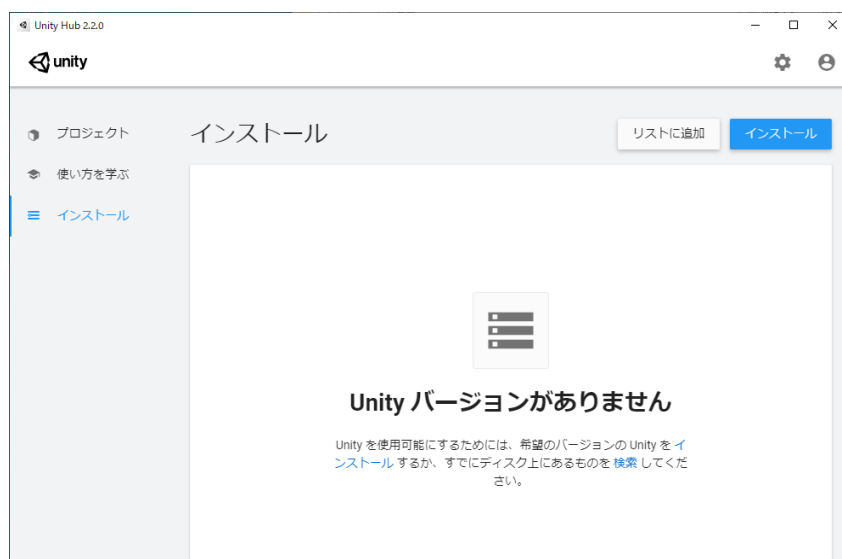 Unity Hub 2.2.0
unity
プロジェクト
使い方を学ぶ
インストール
インストール
リストに追加
インストール
Unity バージョンがありません
Unity を使用可能にするためには、希望のバージョンの Unity を イ
ンストール するか、すでにディスク上にあるものを 検索 してくだ
さい。